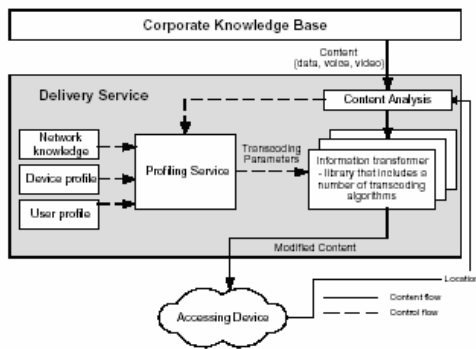 Corporate Knowledge Base
Content
(data, voice, video)
Delivery Service
Content Analysis
Network
knowledge
Device profile
User profile
Profiling Service
Transcoding
Parameters
Information transformer
- library that includes a
number of transcoding
algorithms
Modified Content
Location
Content flow
Control flow
Accessing Device